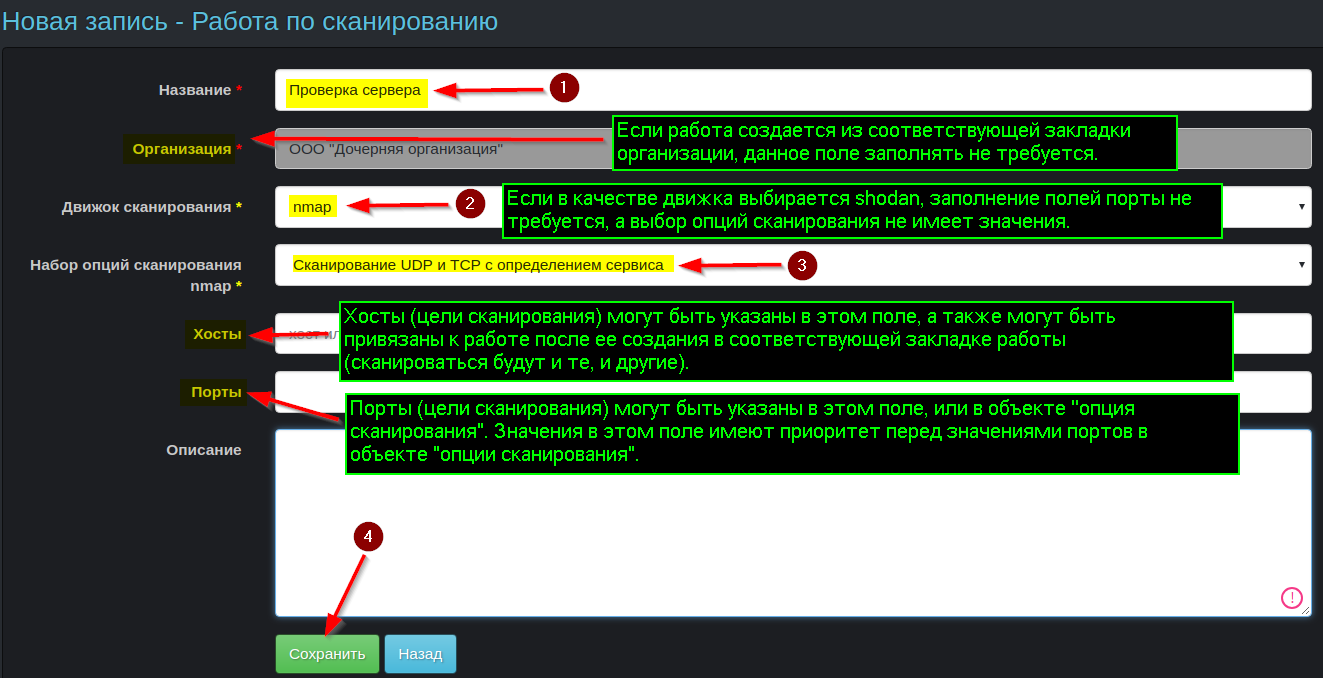 Новая запись - Работа по сканированию
Название *
Проверка сервера
1
Организация *
ООО "Дочерняя организация"
Если работа создается из соответствующей закладки
организации, данное поле заполнять не требуется.
Движок сканирования *
nmap
2
Если в качестве движка выбирается shodan, заполнение полей порты не
требуется, а выбор опций сканирования не имеет значения.
Набор опций сканирования
nmap *
Сканирование UDP и TCP с определением сервиса
3
Хосты
Хосты (цели сканирования) могут быть указаны в этом поле, а также могут быть
привязаны к работе после ее создания в соответствующей закладке работы
(сканироваться будут и те, и другие).
Порты
Порты (цели сканирования) могут быть указаны в этом поле, или в объекте "опция
сканирования". Значения в этом поле имеют приоритет перед значениями портов в
объекте "опции сканирования".
Описание
4
!
Сохранить
Назад